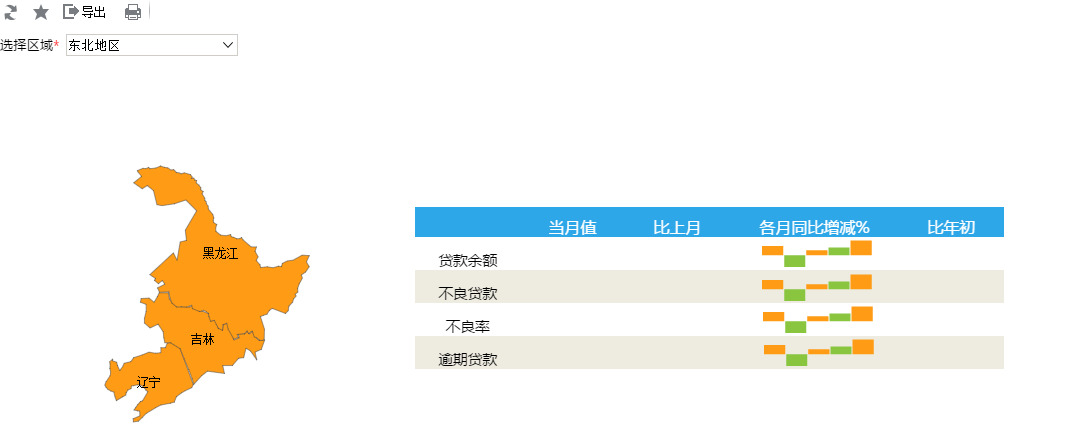 导出
选择区域* 东北地区
黑龙江
吉林
辽宁
当月值 比上月 各月同比增减% 比年初
贷款余额
不良贷款
不良率
逾期贷款